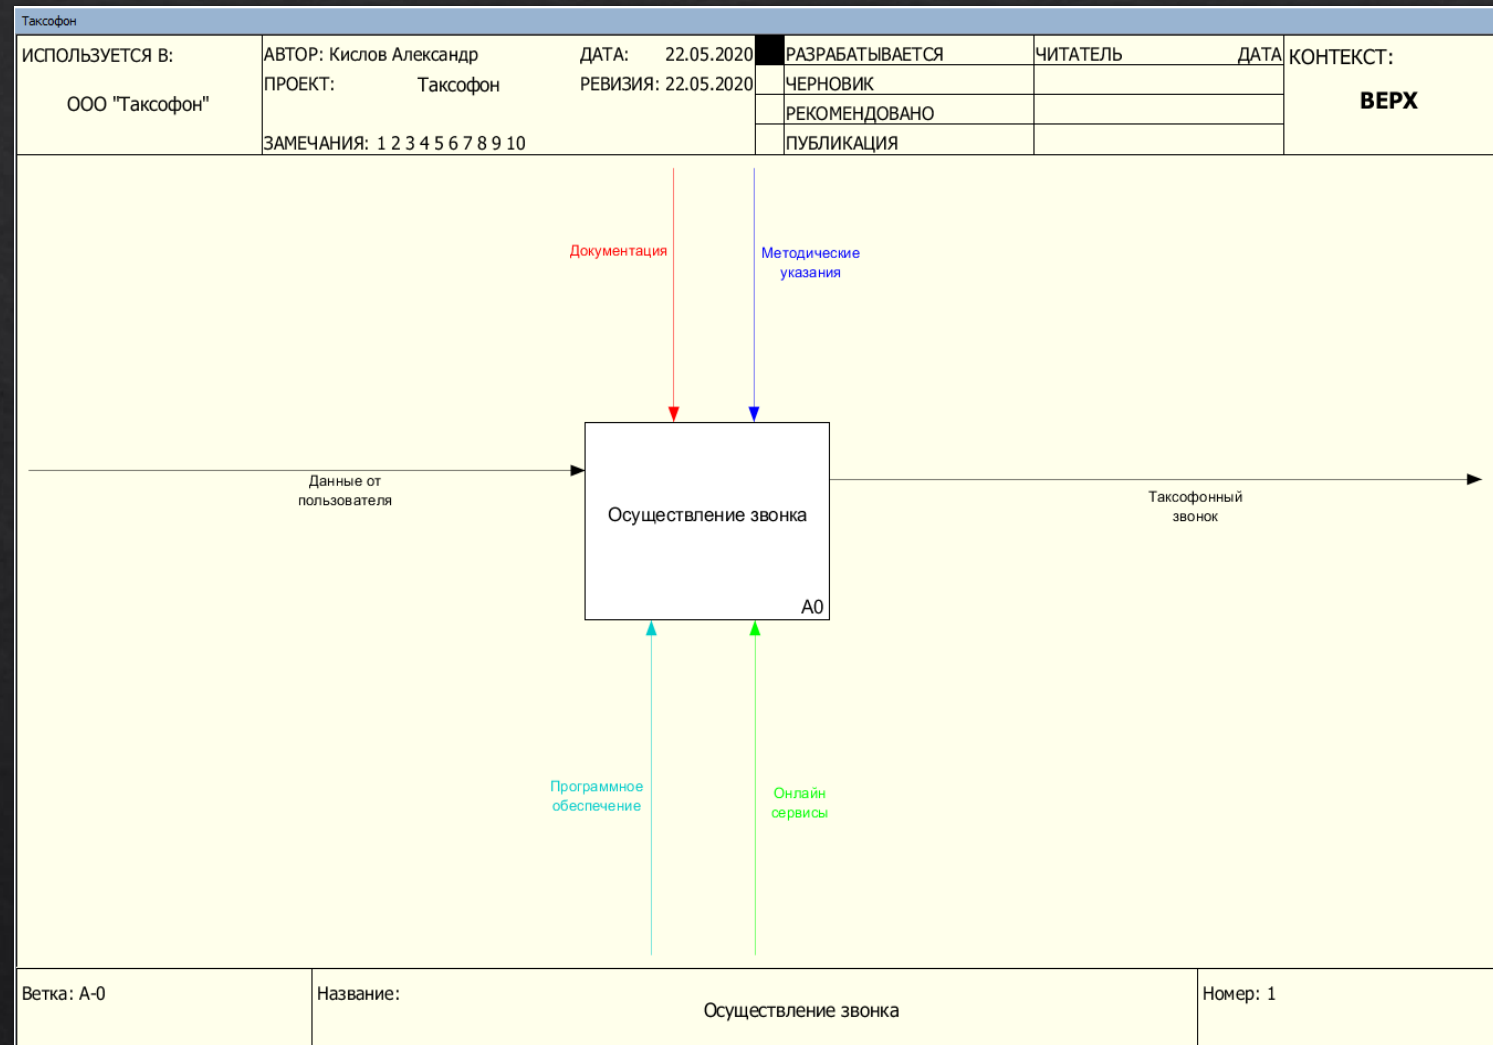 Таксофон
ИСПОЛЬЗУЕТСЯ В:
ООО "Таксофон"
АВТОР: Кислов Александр
ДАТА: 22.05.2020
ПРОЕКТ: Таксофон
РЕВИЗИЯ: 22.05.2020
ЗАМЕЧАНИЯ: 1 2 3 4 5 6 7 8 9 10
РАЗРАБАТЫВАЕТСЯ
ЧЕРНОВИК
РЕКОМЕНДОВАНО
ПУБЛИКАЦИЯ
ЧИТАТЕЛЬ
ДАТА
КОНТЕКСТ:
ВЕРХ
Документация
Методические
указания
Данные от
пользователя
Осуществление звонка
A0
Таксофонный
звонок
Программное
обеспечение
Онлайн
сервисы
Ветка: A-0
Название:
Осуществление звонка
Номер: 1